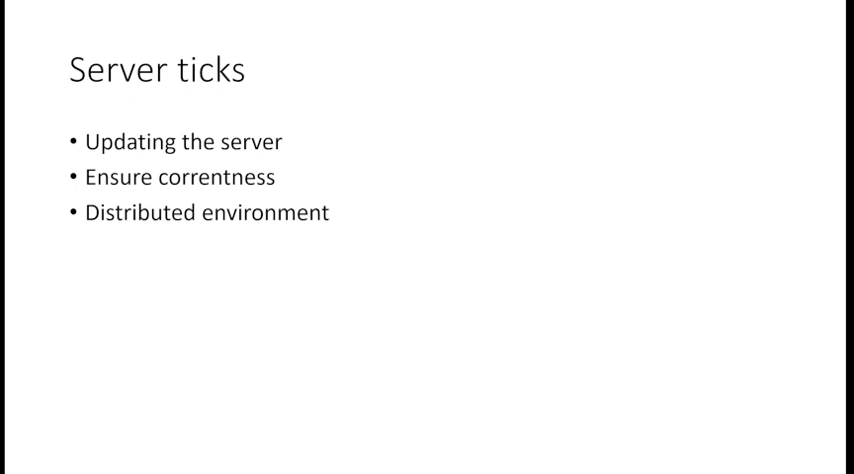 Server ticks
• Updating the server
• Ensure correntness
• Distributed environment